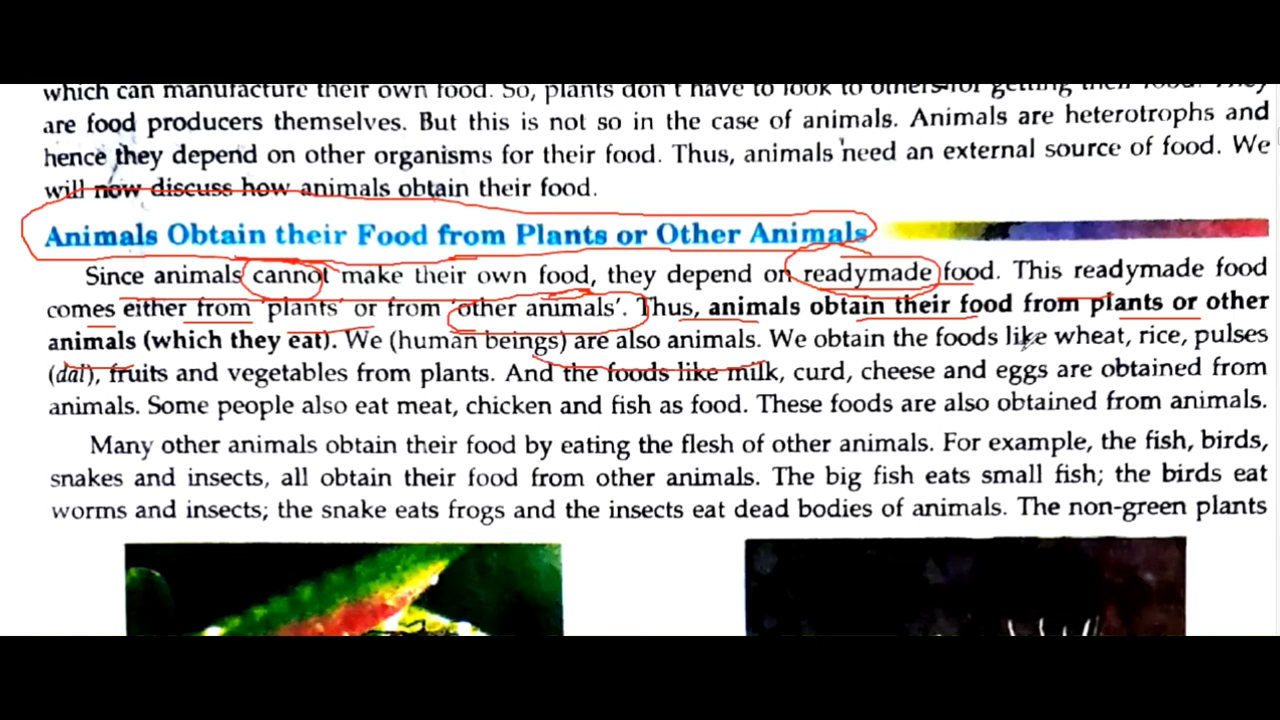 which can manufacture their own food. So, plants don't have to look to others for getting their food. They
are food producers themselves. But this is not so in the case of animals. Animals are heterotrophs and
hence they depend on other organisms for their food. Thus, animals need an external source of food. We
will now discuss how animals obtain their food.
Animals Obtain their Food from Plants or Other Animals
Since animals cannot make their own food, they depend on readymade food. This readymade food
comes either from 'plants' or from 'other animals'. Thus, animals obtain their food from plants or other
animals (which they eat). We (human beings) are also animals. We obtain the foods like wheat, rice, pulses
(dal), fruits and vegetables from plants. And the foods like milk, curd, cheese and eggs are obtained from
animals. Some people also eat meat, chicken and fish as food. These foods are also obtained from animals.
Many other animals obtain their food by eating the flesh of other animals. For example, the fish, birds,
snakes and insects, all obtain their food from other animals. The big fish eats small fish; the birds eat
worms and insects; the snake eats frogs and the insects eat dead bodies of animals. The non-green plants